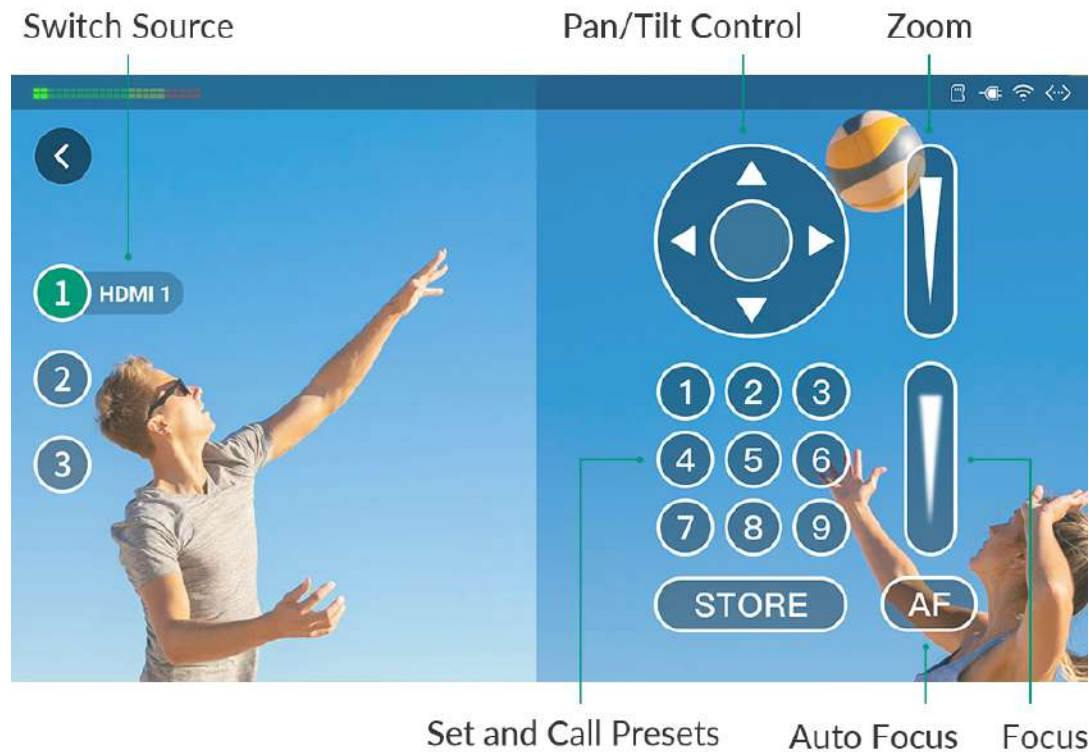 Switch Source
Pan/Tilt Control
Zoom
1 HDMI 1
2
3
1 2 3
4 5 6
7 8 9
STORE
AF
Set and Call Presets
Auto Focus
Focus